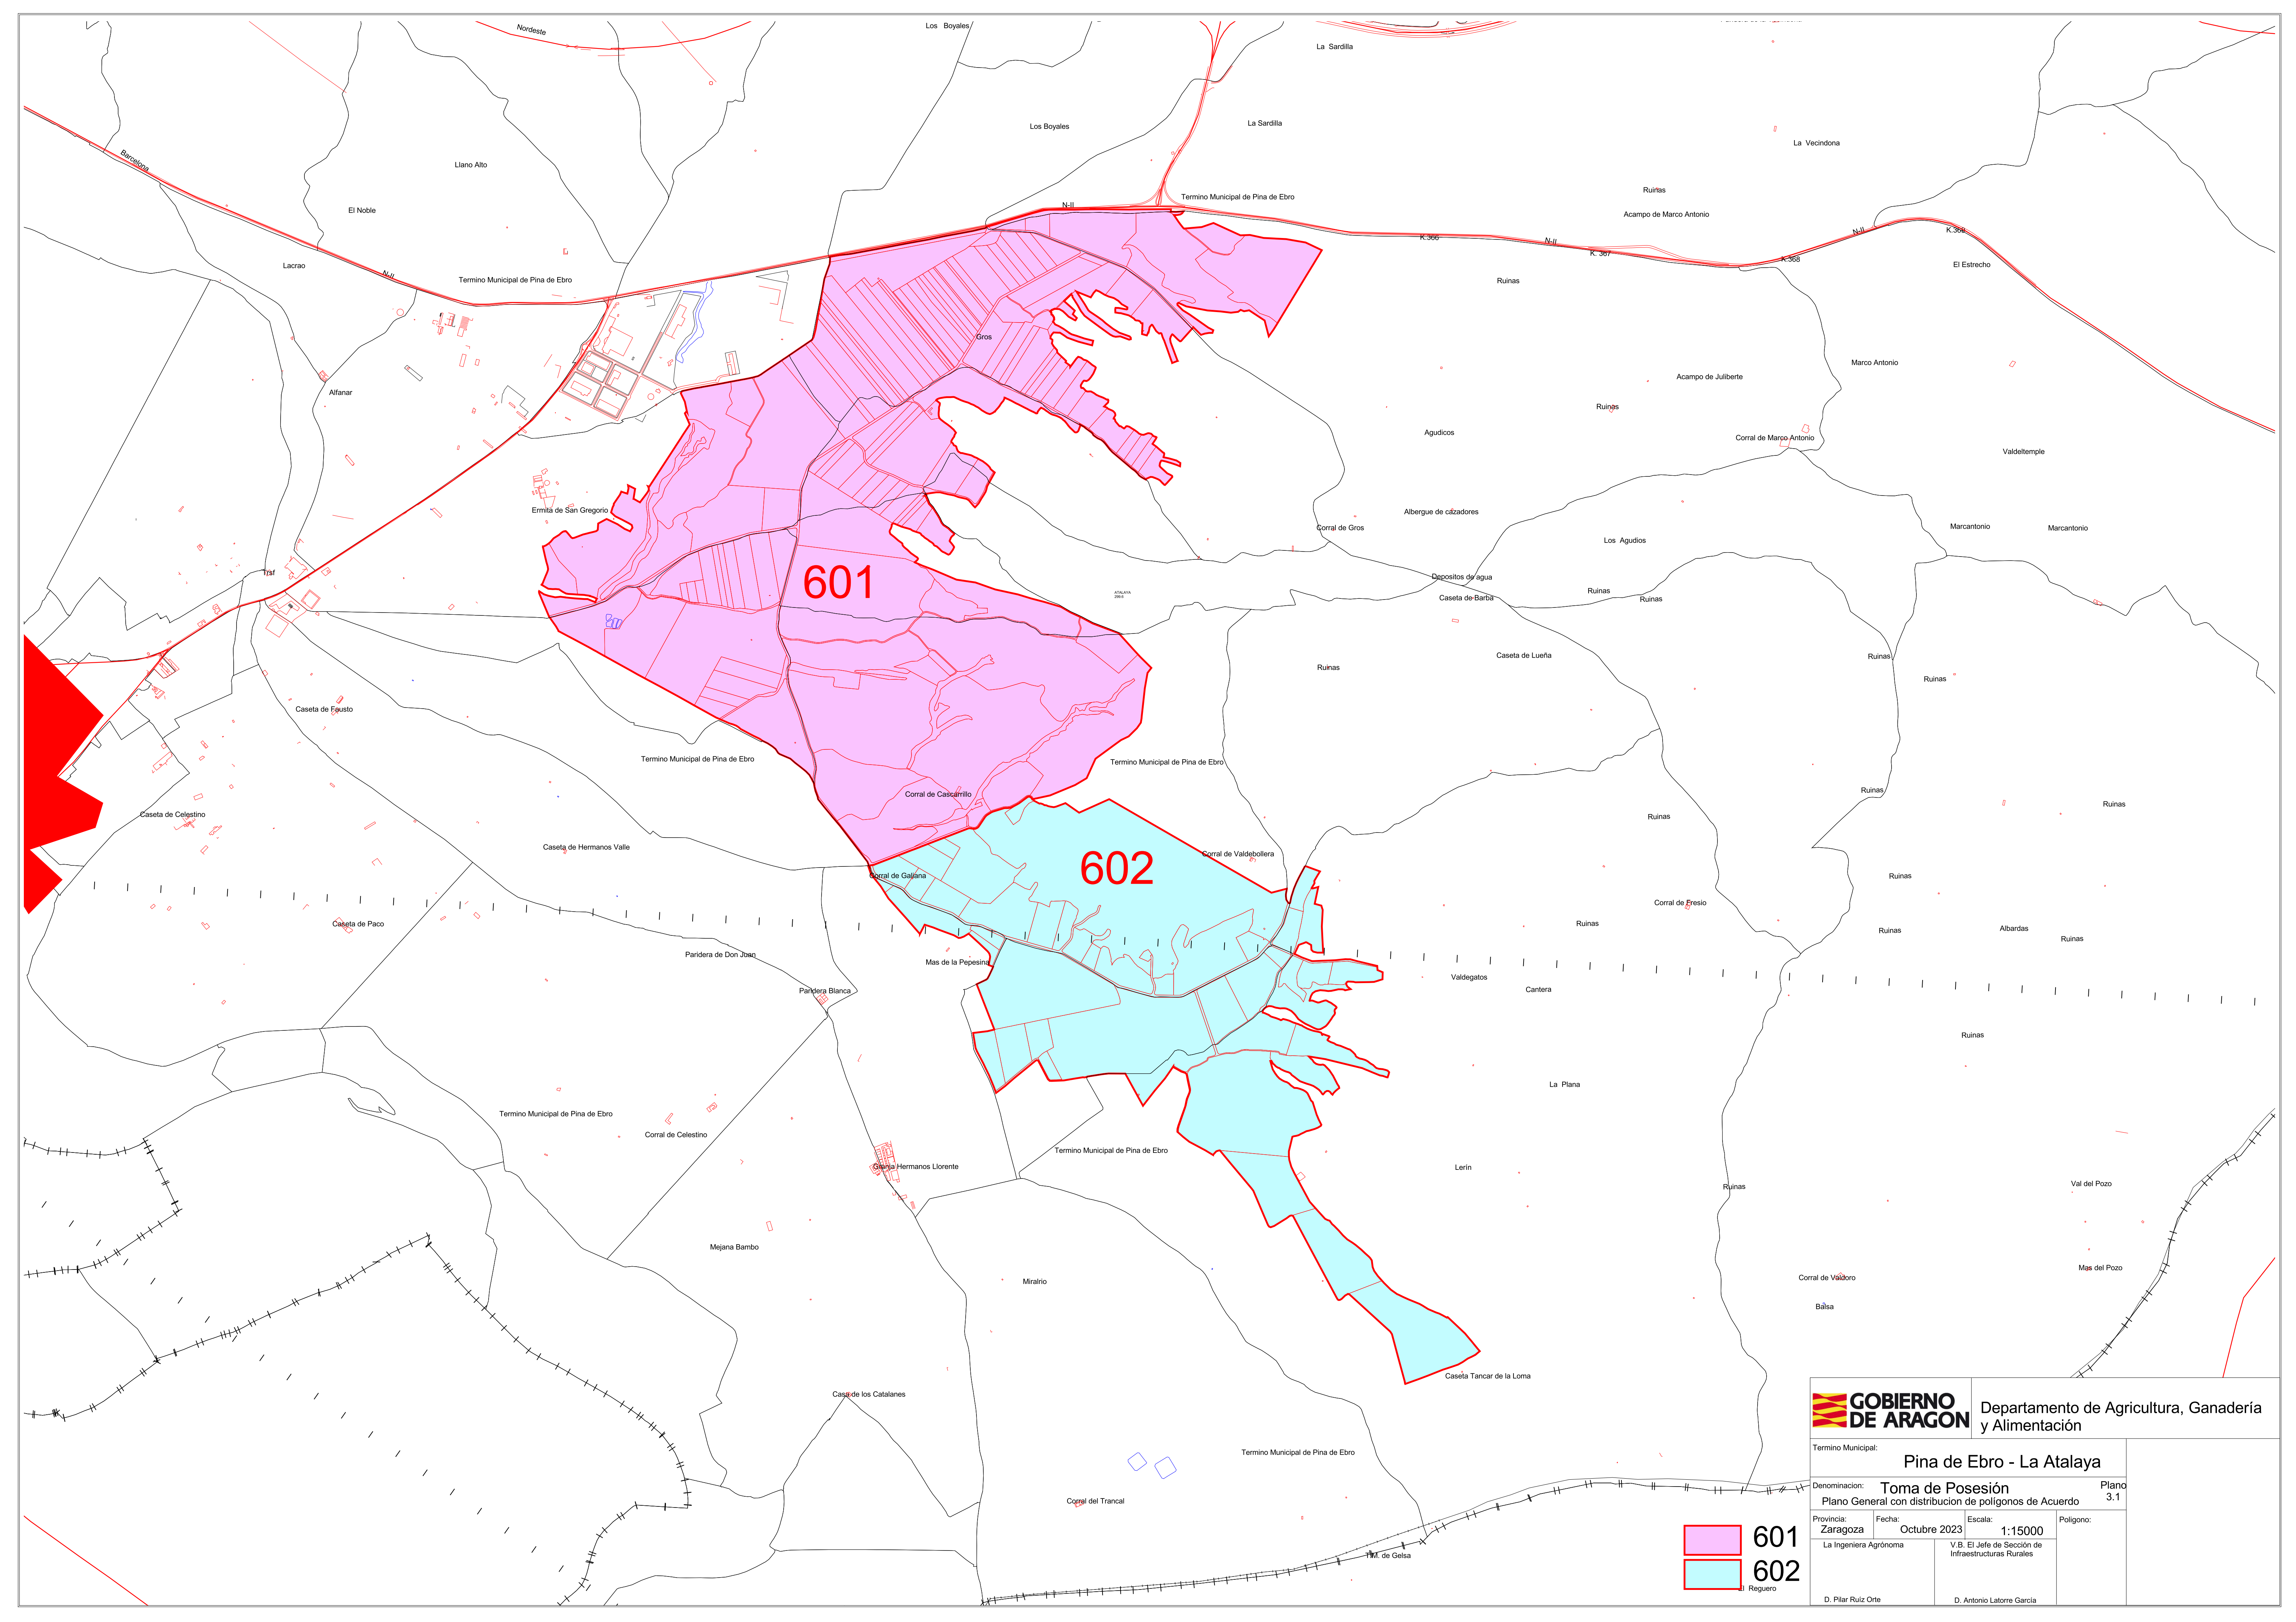 Nordeste
Los Boyales
La Sardilla
Los Boyales
La Sardilla
La Vecindona
Barcelona
Llano Alto
Ruinas
N-II
Termino Municipal de Pina de Ebro
El Noble
Acampo de Marco Antonio
K.366
N-II
K. 367
N-II
K.368
K.369
Lacrao
N-II
Termino Municipal de Pina de Ebro
Ruinas
El Estrecho
Gros
Marco Antonio
Alfanar
Acampo de Juliberte
Ruinas
Agudicos
Corral de Marco Antonio
Valdeltemple
Ermita de San Gregorio
Albergue de cazadores
Corral de Gros
Los Agudios
Marcantonio
Marcantonio
Trsf
601
Depositos de agua
ATALAYA
Caseta de Barba
Ruinas
Ruinas
Caseta de Lueña
Ruinas
Ruinas
Ruinas
Caseta de Fausto
Termino Municipal de Pina de Ebro
Termino Municipal de Pina de Ebro
Corral de Cascarrillo
Ruinas
Ruinas
Caseta de Celestino
Ruinas
Caseta de Hermanos Valle
602
Corral de Valdebollera
Corral de Galiana
Ruinas
Corral de Fresio
Caseta de Paco
Ruinas
Ruinas
Albardas
Ruinas
Paridera de Don Juan
Mas de la Pepesina
Valdegatos
Cantera
Paridera Blanca
Ruinas
La Plana
Termino Municipal de Pina de Ebro
Corral de Celestino
Termino Municipal de Pina de Ebro
Granja Hermanos Llorente
Lerin
Ruinas
Val del Pozo
Mejana Bambo
Miralrio
Corral de Valdoro
Mas del Pozo
Balsa
Caseta Tancar de la Loma
Casa de los Catalanes
Termino Municipal de Pina de Ebro
Corral del Trancal
T.M. de Gelsa
601
602
El Reguero
GOBIERNO
DE ARAGON
Departamento de Agricultura, Ganadería
y Alimentación
Termino Municipal:
Pina de Ebro - La Atalaya
Denominacion:
Toma de Posesión
Plano General con distribucion de polígonos de Acuerdo
Plano
3.1
Provincia:
Zaragoza
Fecha:
Octubre 2023
Escala:
1:15000
Poligono:
La Ingeniera Agrónoma
V.B. El Jefe de Sección de
Infraestructuras Rurales
D. Pilar Ruiz Orte
D. Antonio Latorre García